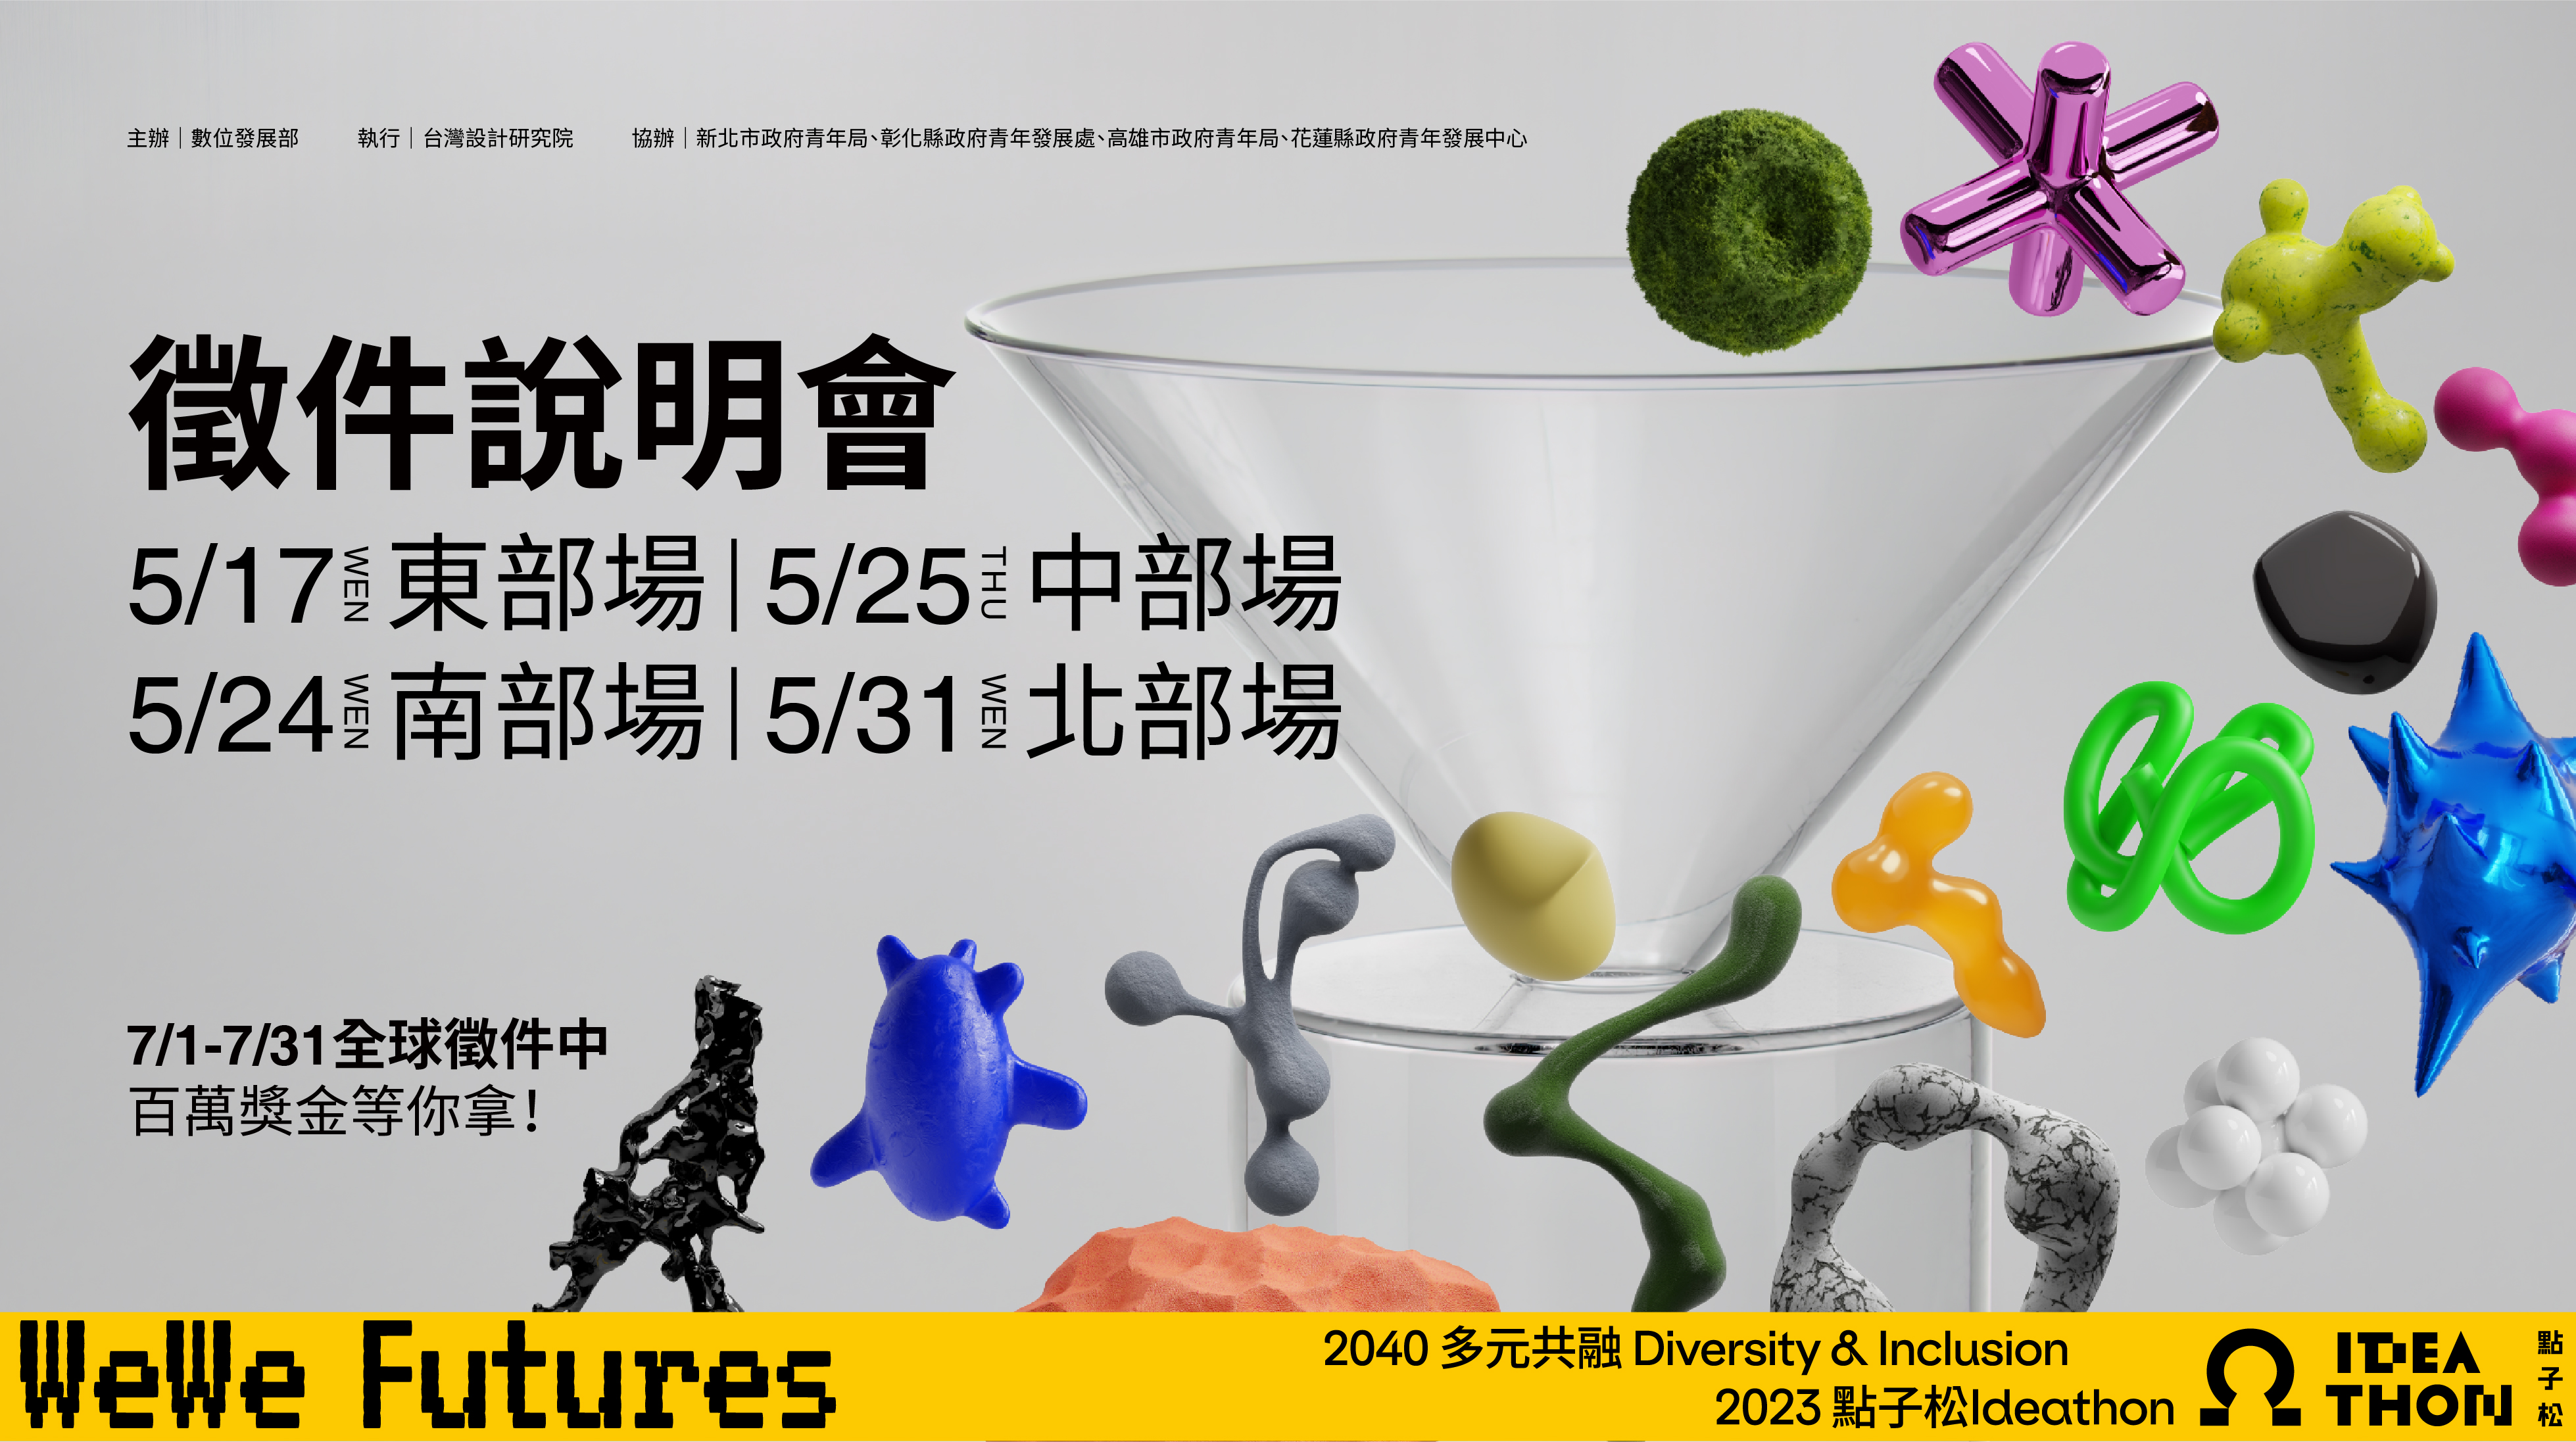 主辦｜數位發展部 執行｜台灣設計研究院 協辦｜新北市政府青年局、彰化縣政府青年發展處、高雄市政府青年局、花蓮縣政府青年發展中心
徵件說明會
5/17 WEN 東部場｜5/25 THU 中部場
5/24 WEN 南部場｜5/31 WEN 北部場
7/1-7/31全球徵件中
百萬獎金等你拿！
WeWe Futures
2040 多元共融 Diversity & Inclusion
2023 點子松Ideathon
IDEA
THON
點子松